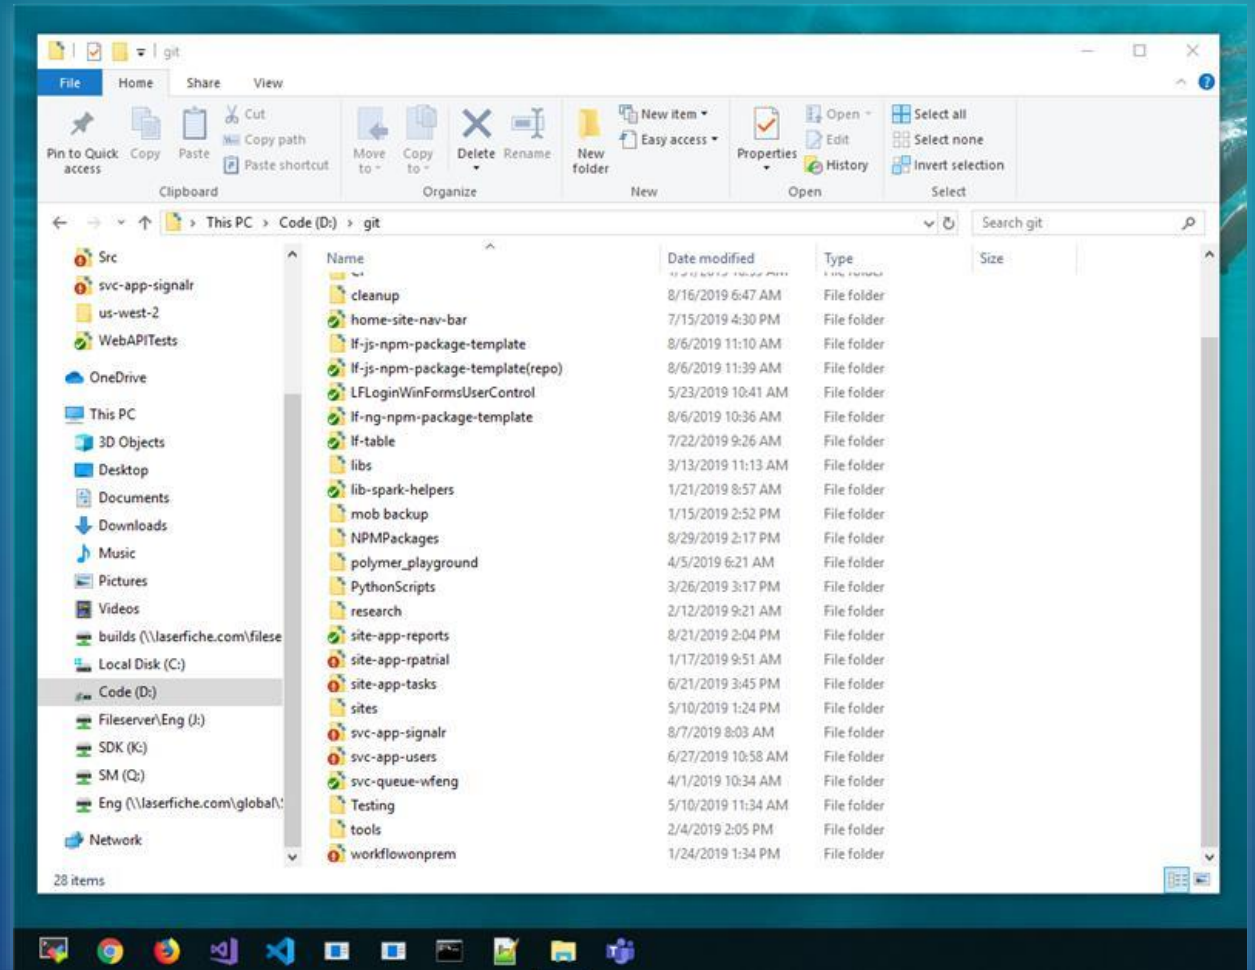 git
File Home Share View
Pin to Quick access
Copy
Paste
Cut
Copy path
Paste shortcut
Clipboard
Move to
Copy to
Delete
Rename
Organize
New folder
New item
Easy access
New
Properties
Open
Edit
History
Open
Select all
Select none
Invert selection
Select
This PC > Code (D:) > git
Search git
Src
svc-app-signalr
us-west-2
WebAPITests
OneDrive
This PC
3D Objects
Desktop
Documents
Downloads
Music
Pictures
Videos
builds (\\laserfiche.com\filese
Local Disk (C:)
Code (D:)
Fileserver\Eng (J:)
SDK (K:)
SM (Q:)
Eng (\\laserfiche.com\global\
Network
Name Date modified Type Size
cleanup 8/16/2019 6:47 AM File folder
home-site-nav-bar 7/15/2019 4:30 PM File folder
lf-js-npm-package-template 8/6/2019 11:10 AM File folder
lf-js-npm-package-template(repo) 8/6/2019 11:39 AM File folder
LFLoginWinFormsUserControl 5/23/2019 10:41 AM File folder
lf-ng-npm-package-template 8/6/2019 10:36 AM File folder
lf-table 7/22/2019 9:26 AM File folder
libs 3/13/2019 11:13 AM File folder
lib-spark-helpers 1/21/2019 8:57 AM File folder
mob backup 1/15/2019 2:52 PM File folder
NPMPackages 8/29/2019 2:17 PM File folder
polymer_playground 4/5/2019 6:21 AM File folder
PythonScripts 3/26/2019 3:17 PM File folder
research 2/12/2019 9:21 AM File folder
site-app-reports 8/21/2019 2:04 PM File folder
site-app-rpatrial 1/17/2019 9:51 AM File folder
site-app-tasks 6/21/2019 3:45 PM File folder
sites 5/10/2019 1:24 PM File folder
svc-app-signalr 8/7/2019 8:03 AM File folder
svc-app-users 6/27/2019 10:58 AM File folder
svc-queue-wfeng 4/1/2019 10:34 AM File folder
Testing 5/10/2019 11:34 AM File folder
tools 2/4/2019 2:05 PM File folder
workflowonprem 1/24/2019 1:34 PM File folder
28 items